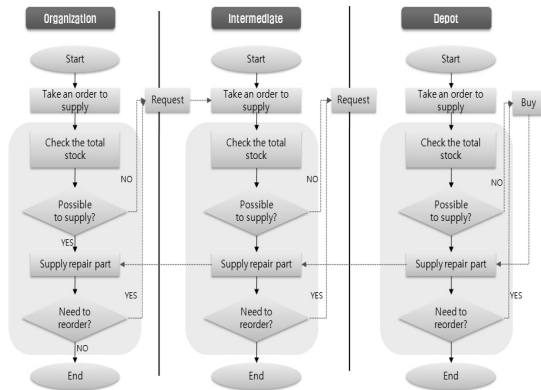 Organization
Start
Take an order to
supply
Check the total
stock
NO
Possible
to supply?
YES
Supply repair part
YES
Need to
reorder?
NO
End
Request
Intermediate
Start
Take an order to
supply
Check the total
stock
NO
Possible
to supply?
Supply repair part
YES
Need to
reorder?
End
Request
Depot
Start
Take an order to
supply
Check the total
stock
NO
Possible
to supply?
Supply repair part
YES
Need to
reorder?
End
Buy